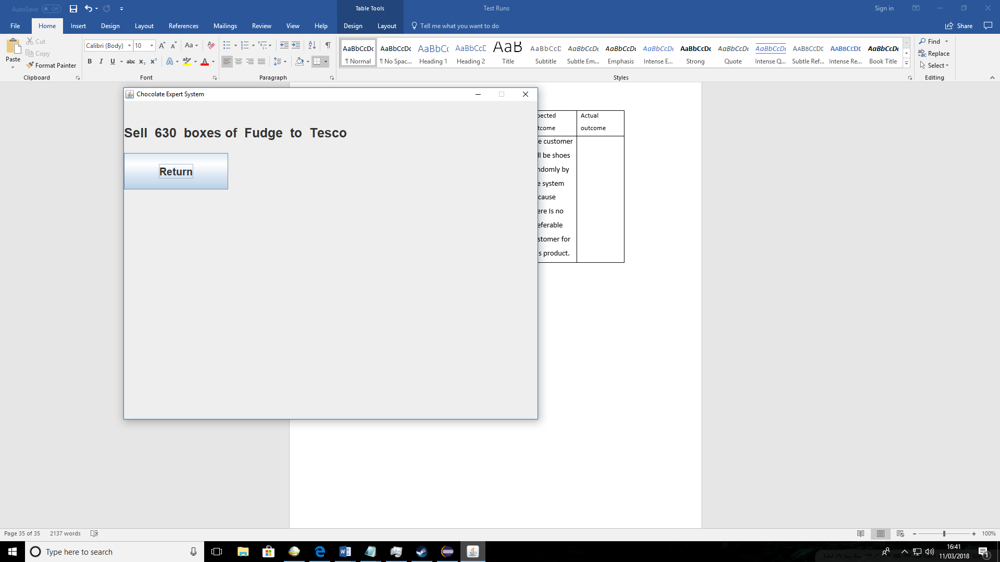 AutoSave Off
Table Tools
Test Runs
Sign in
File Home Insert Design Layout References Mailings Review View Help Design Layout Tell me what you want to do Share
Paste
Cut
Copy
Format Painter
Clipboard
Calibri (Body) 10
Font
Paragraph
AaBbCcDc AaBbCcDc AaBbC( AaBbCcD AaB AaBbCcD AaBbCcDc AaBbCcDc AaBbCcDc AaBbCcDc AaBbCcDc AaBbCcDc AABBCCDE AABBCCDE AaBbCcDc
¶ Normal ¶ No Spac... Heading 1 Heading 2 Title Subtitle Subtle Em... Emphasis Intense E... Strong Quote Intense Q... Subtle Ref... Intense Re... Book Title
Styles
Find
Replace
Select
Editing
Chocolate Expert System
Sell 630 boxes of Fudge to Tesco
Return
pected
tcome
Actual
outcome
e customer
ll be shoes
ndomly by
e system
cause
ere Is no
eferable
stomer for
s product.
Page 35 of 35 2137 words
100%
Type here to search
16:41
11/03/2018
1